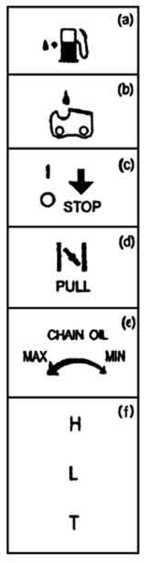 (a)
(b)
(c)
I
O STOP
(d)
PULL
(e)
CHAIN OIL
MAX MIN
(f)
H
L
T